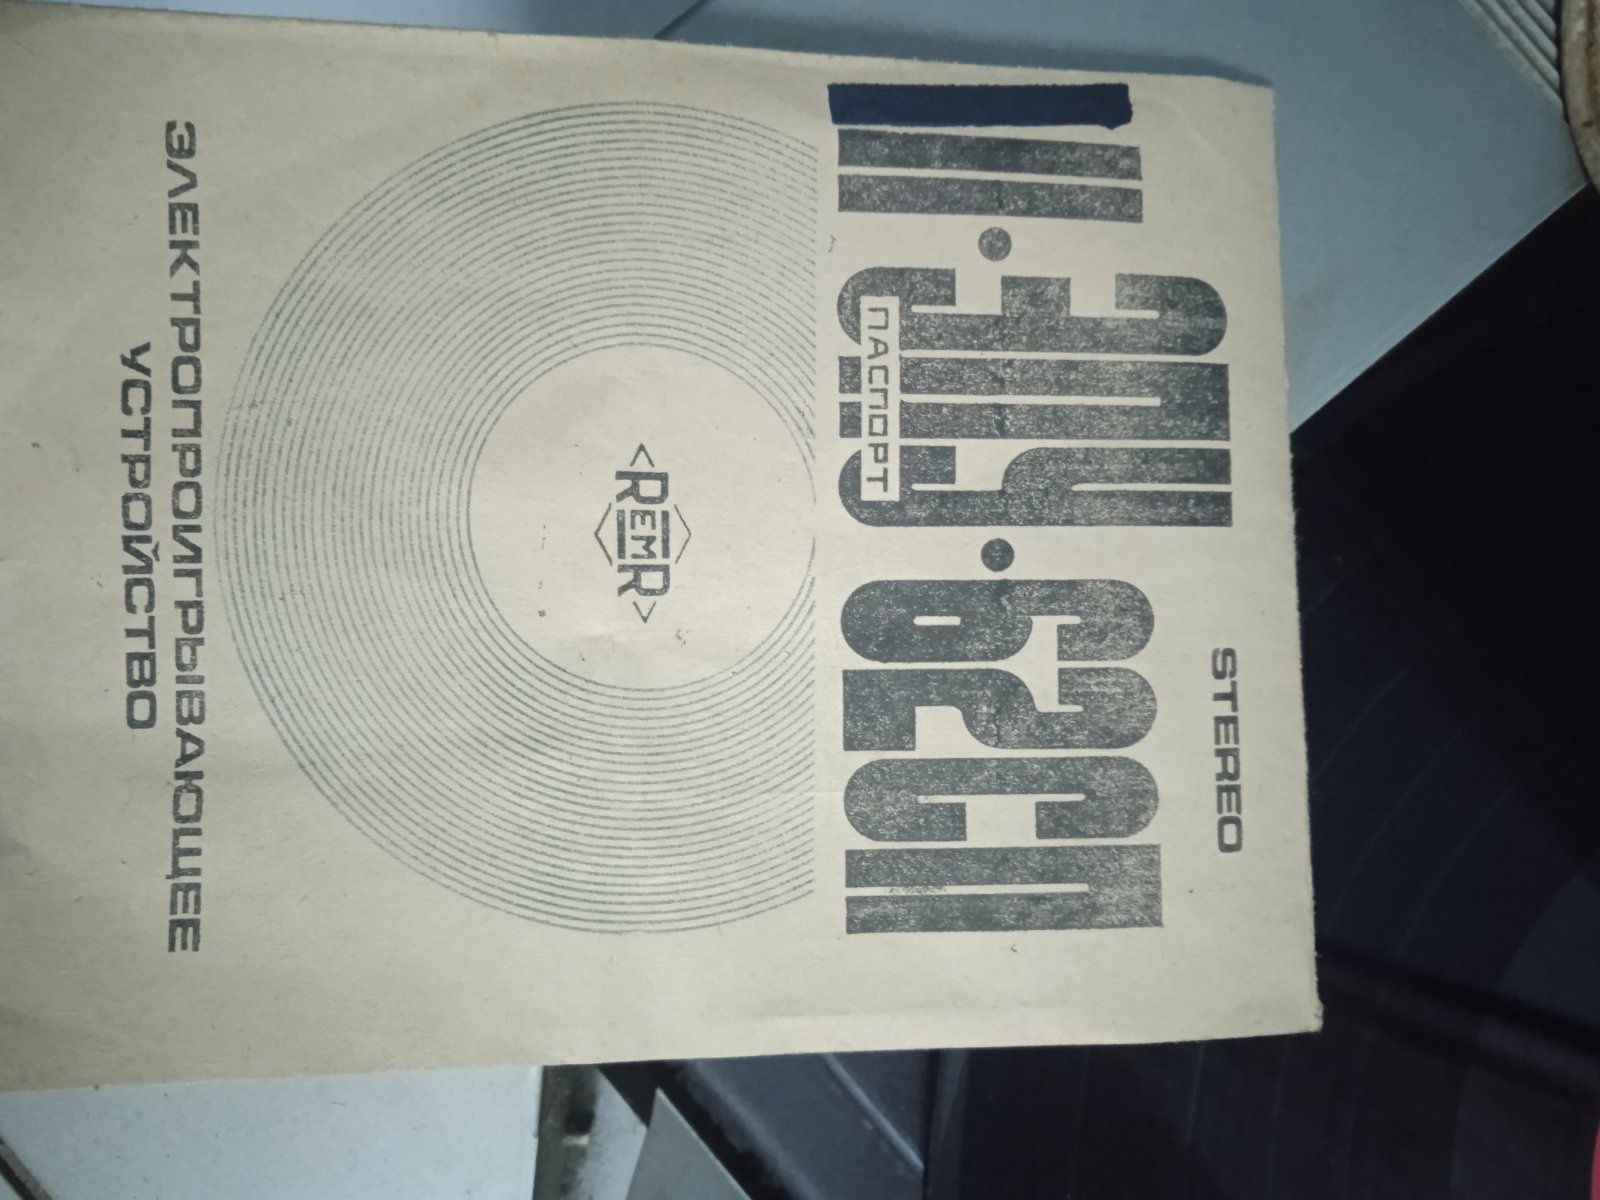 STEREO
III·ЭПУ·62СП
ПАСПОРТ
REMR
ЭЛЕКТРОПРОИГРЫВАЮЩЕЕ
УСТРОЙСТВО